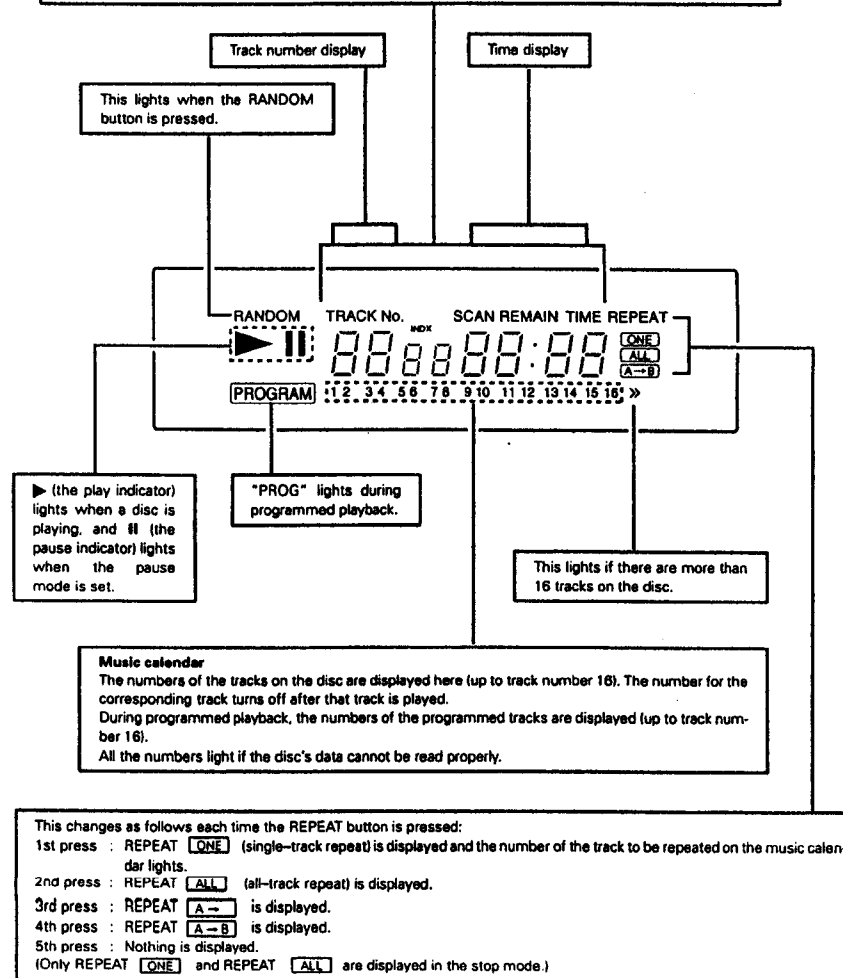 Track number display
Time display
This lights when the RANDOM
button is pressed.
RANDOM TRACK No. INDX SCAN REMAIN TIME REPEAT
▶ ⏸ 88 88 88:88 ONE
ALL
A→B
PROGRAM 1 2 3 4 5 6 7 8 9 10 11 12 13 14 15 16 »
▶ (the play indicator)
lights when a disc is
playing, and ⏸ (the
pause indicator) lights
when the pause
mode is set.
"PROG" lights during
programmed playback.
This lights if there are more than
16 tracks on the disc.
Music calendar
The numbers of the tracks on the disc are displayed here (up to track number 16). The number for the
corresponding track turns off after that track is played.
During programmed playback, the numbers of the programmed tracks are displayed (up to track num-
ber 16).
All the numbers light if the disc's data cannot be read properly.
This changes as follows each time the REPEAT button is pressed:
1st press : REPEAT ONE (single–track repeat) is displayed and the number of the track to be repeated on the music calen-
dar lights.
2nd press : REPEAT ALL (all–track repeat) is displayed.
3rd press : REPEAT A→ is displayed.
4th press : REPEAT A→B is displayed.
5th press : Nothing is displayed.
(Only REPEAT ONE and REPEAT ALL are displayed in the stop mode.)